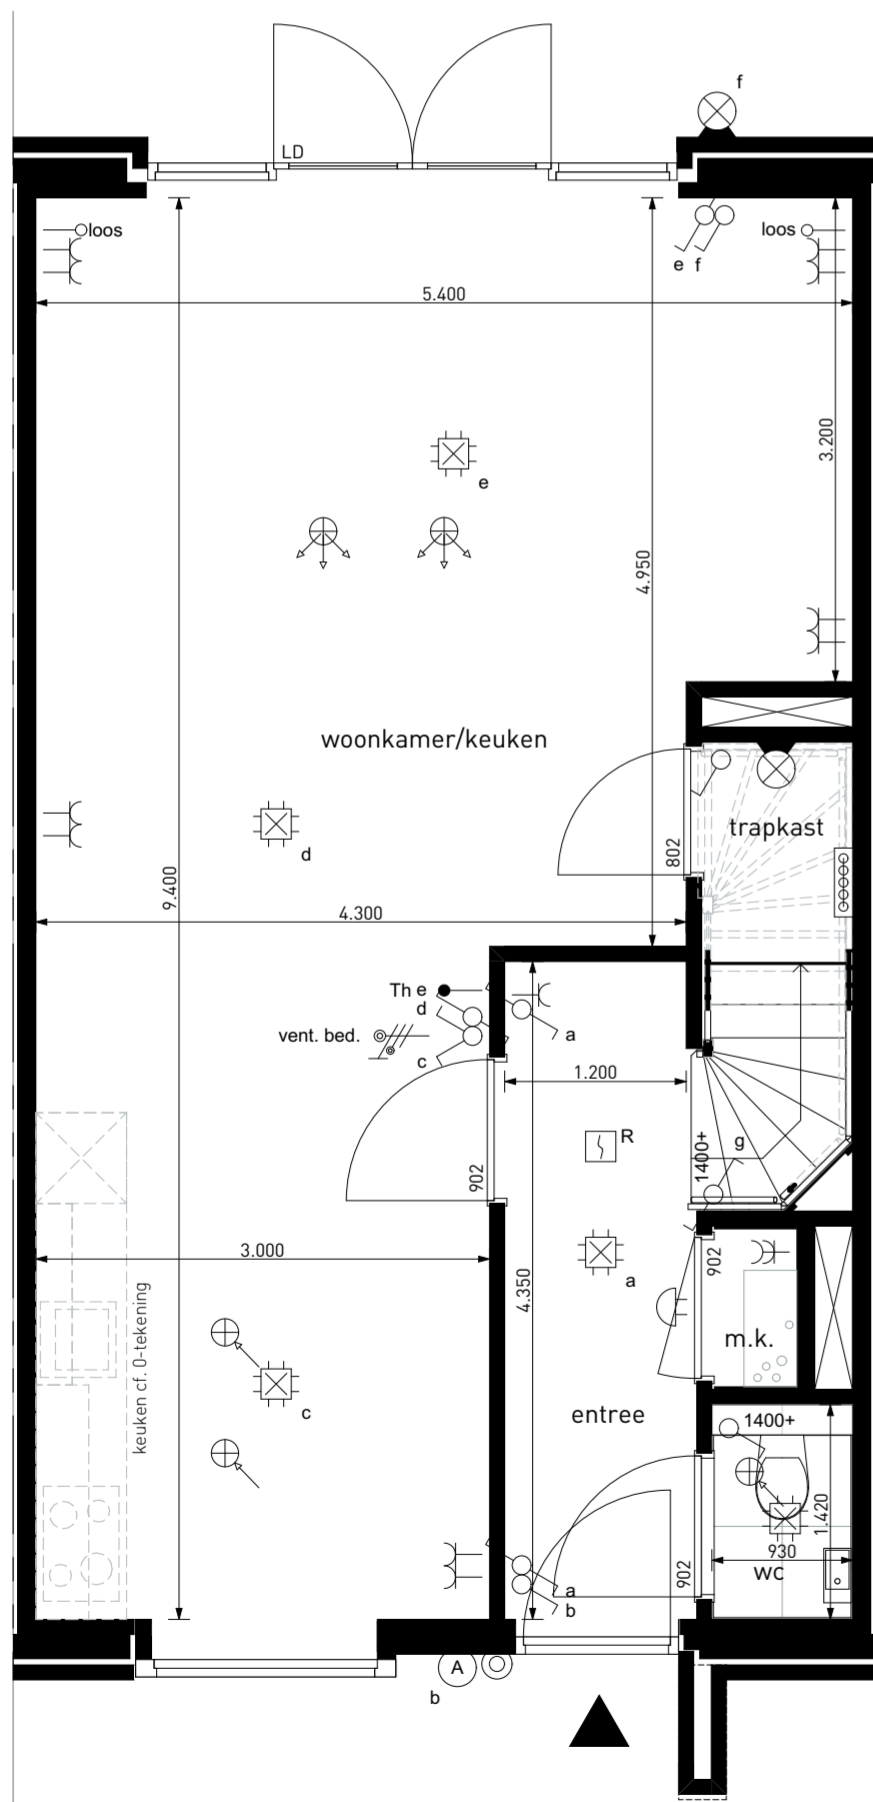 f
LD
loos
loos
e f
5.400
3.200
e
4.950
woonkamer/keuken
trapkast
d
802
9.400
4.300
Th e
d
a
vent. bed.
c
1.200
R
g
1400+
902
3.000
902
4.350
a
keuken cf. 0-tekening
m.k.
c
entree
1400+
1.420
930
wc
902
a
b
A
b